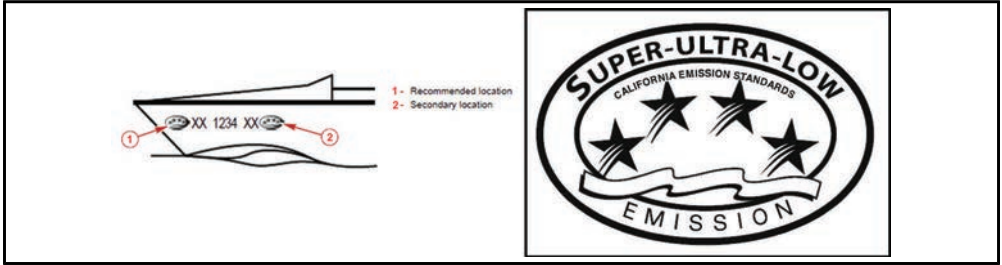 1 - Recommended location
2 - Secondary location
XX 1234 XX
1
2
SUPER-ULTRA-LOW
CALIFORNIA EMISSION STANDARDS
EMISSION